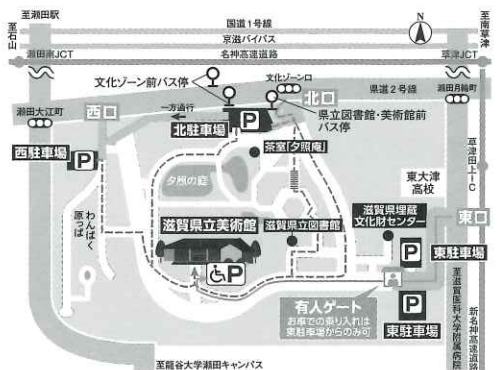 至瀬田駅
国道1号線
京滋バイパス
至石山
至南草津
N
瀬田南JCT
名神高速道路
草津JCT
文化ゾーン前バス停
文化ゾーン口
県道2号線
瀬田大江町
西口
一方通行
北口
瀬田月輪町
県立図書館・美術館前
バス停
北駐車場
P
西駐車場
P
茶室「夕照庵」
草津田上IC
東大津
高校
夕照の庭
わんぱく
原っぱ
滋賀県立美術館
滋賀県立図書館
滋賀県埋蔵
文化財センター
東口
P
P
東駐車場
有人ゲート
お車での乗り入れは
東駐車場からのみ可
P
東駐車場
至滋賀医科大学附属病院
新名神高速道路
至龍谷大学瀬田キャンパス